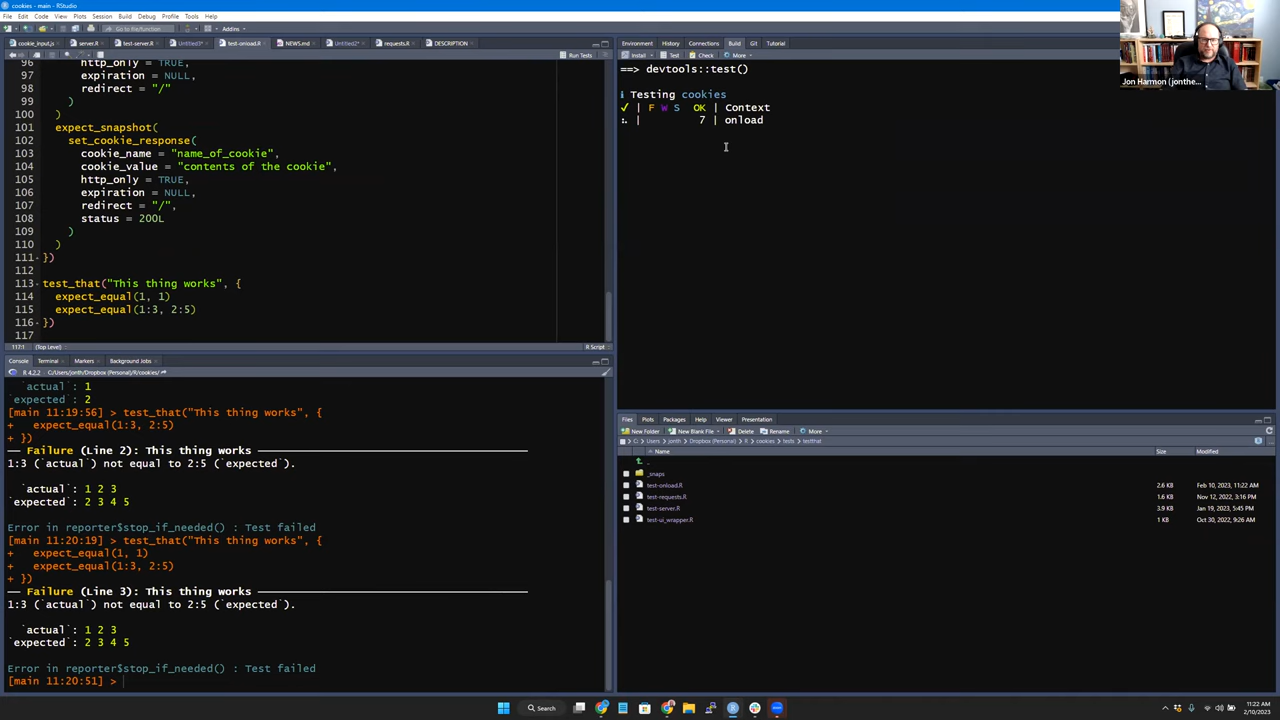 cookies - main - RStudio
File Edit Code View Plots Session Build Debug Profile Tools Help
Go to file/function Addins
cookie_input.js server.R test-server.R Untitled1* test-onload.R NEWS.md Untitled2* requests.R DESCRIPTION
Run Tests
96 http_only = TRUE,
97 expiration = NULL,
98 redirect = "/"
99 )
100 )
101 expect_snapshot(
102 set_cookie_response(
103 cookie_name = "name_of_cookie",
104 cookie_value = "contents of the cookie",
105 http_only = TRUE,
106 expiration = NULL,
107 redirect = "/",
108 status = 200L
109 )
110 )
111 })
112
113 test_that("This thing works", {
114 expect_equal(1, 1)
115 expect_equal(1:3, 2:5)
116 })
117
117:1 (Top Level) R Script
Console Terminal Markers Background Jobs
R 4.2.2 · C:/Users/jonth/Dropbox (Personal)/R/cookies/
`actual`: 1
`expected`: 2
[main 11:19:56] > test_that("This thing works", {
+ expect_equal(1:3, 2:5)
+ })
── Failure (Line 2): This thing works ──────────
1:3 (`actual`) not equal to 2:5 (`expected`).
`actual`: 1 2 3
`expected`: 2 3 4 5
Error in reporter$stop_if_needed() : Test failed
[main 11:20:19] > test_that("This thing works", {
+ expect_equal(1, 1)
+ expect_equal(1:3, 2:5)
+ })
── Failure (Line 3): This thing works ──────────
1:3 (`actual`) not equal to 2:5 (`expected`).
`actual`: 1 2 3
`expected`: 2 3 4 5
Error in reporter$stop_if_needed() : Test failed
[main 11:20:51] >
Environment History Connections Build Git Tutorial
Install Test Check More
==> devtools::test()
ℹ Testing cookies
✔ | F W S OK | Context
⠦ | 7 | onload
Jon Harmon (jonthe...
Files Plots Packages Help Viewer Presentation
New Folder New Blank File Delete Rename More
C: Users jonth Dropbox (Personal) R cookies tests testthat
Name Size Modified
..
_snaps
test-onload.R 2.6 KB Feb 10, 2023, 11:22 AM
test-requests.R 1.6 KB Nov 12, 2022, 3:16 PM
test-server.R 3.9 KB Jan 19, 2023, 5:45 PM
test-ui_wrapper.R 1 KB Oct 30, 2022, 9:26 AM
Search
11:22 AM
2/10/2023